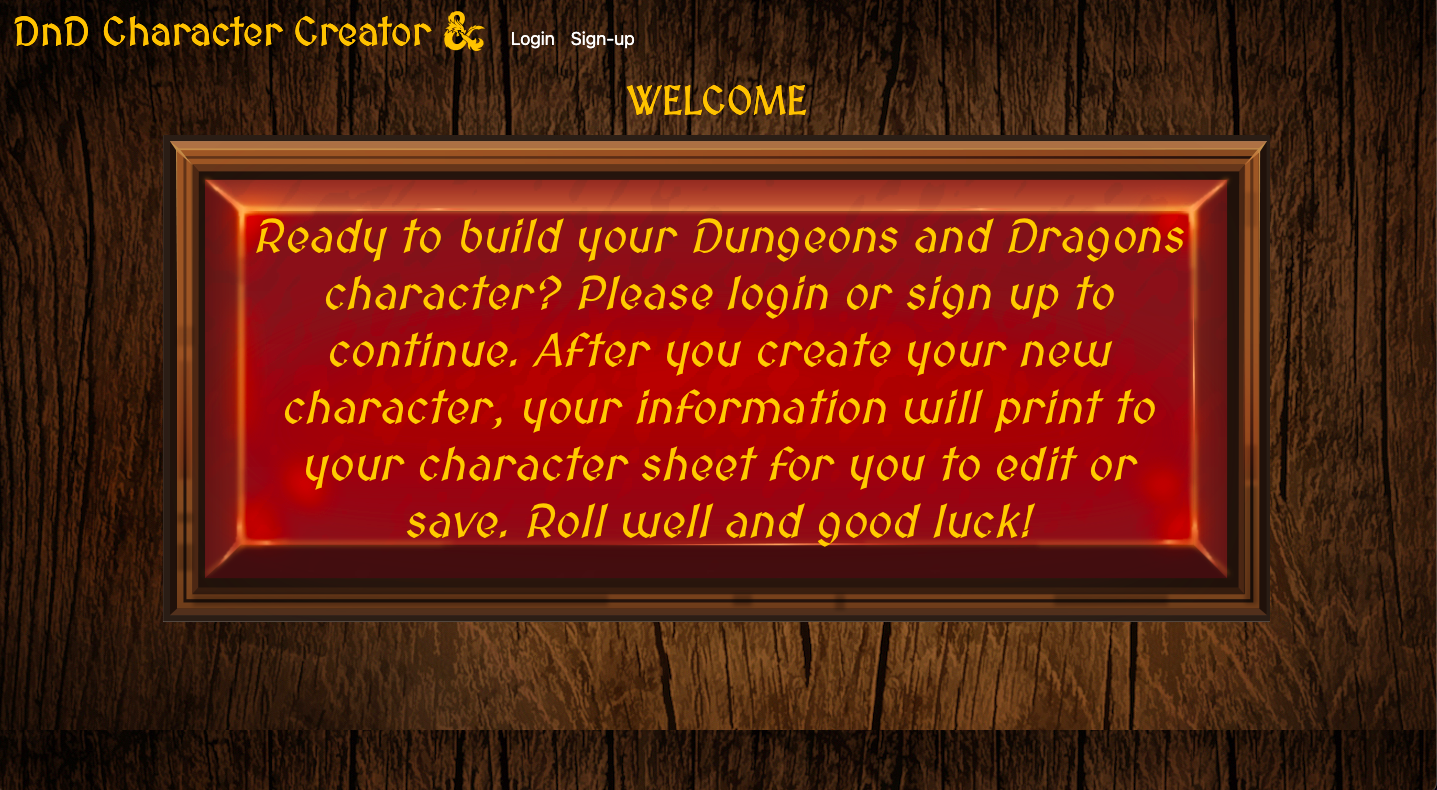 DnD Character Creator &
Login Sign-up
WELCOME
Ready to build your Dungeons and Dragons
character? Please login or sign up to
continue. After you create your new
character, your information will print to
your character sheet for you to edit or
save. Roll well and good luck!